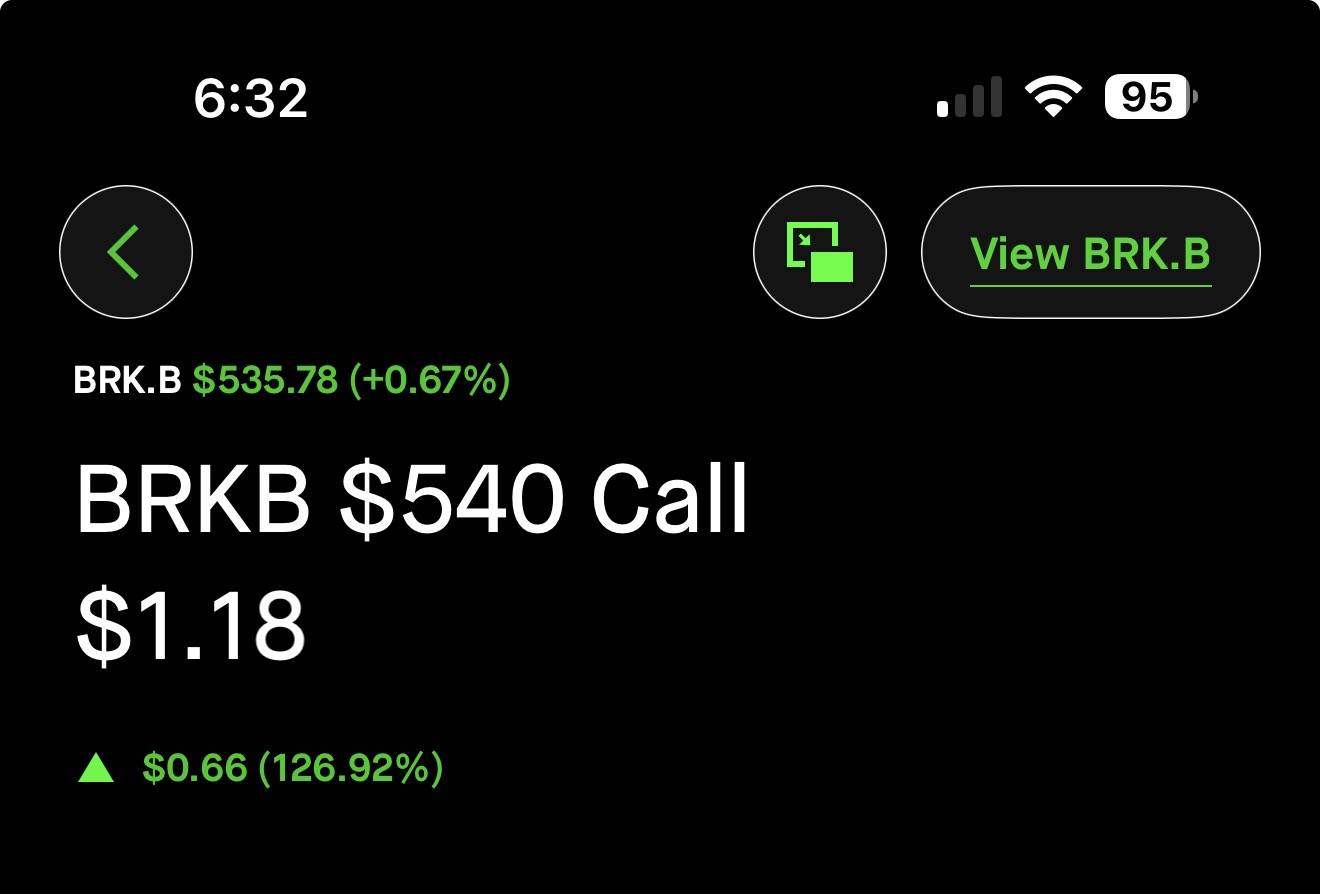 6:32 95
View BRK.B
BRK.B $535.78 (+0.67%)
BRKB $540 Call
$1.18
▲ $0.66 (126.92%)